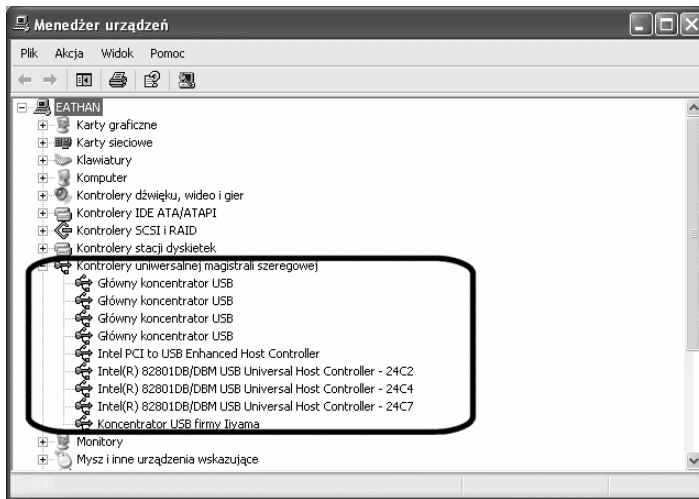 Menedżer urządzeń
Plik Akcja Widok Pomoc
EATHAN
Karty graficzne
Karty sieciowe
Klawiatury
Komputer
Kontrolery dźwięku, wideo i gier
Kontrolery IDE ATA/ATAPI
Kontrolery SCSI i RAID
Kontrolery stacji dyskietek
Kontrolery uniwersalnej magistrali szeregowej
Główny koncentrator USB
Główny koncentrator USB
Główny koncentrator USB
Główny koncentrator USB
Intel PCI to USB Enhanced Host Controller
Intel(R) 82801DB/DBM USB Universal Host Controller - 24C2
Intel(R) 82801DB/DBM USB Universal Host Controller - 24C4
Intel(R) 82801DB/DBM USB Universal Host Controller - 24C7
Koncentrator USB firmy Iiyama
Monitory
Mysz i inne urządzenia wskazujące